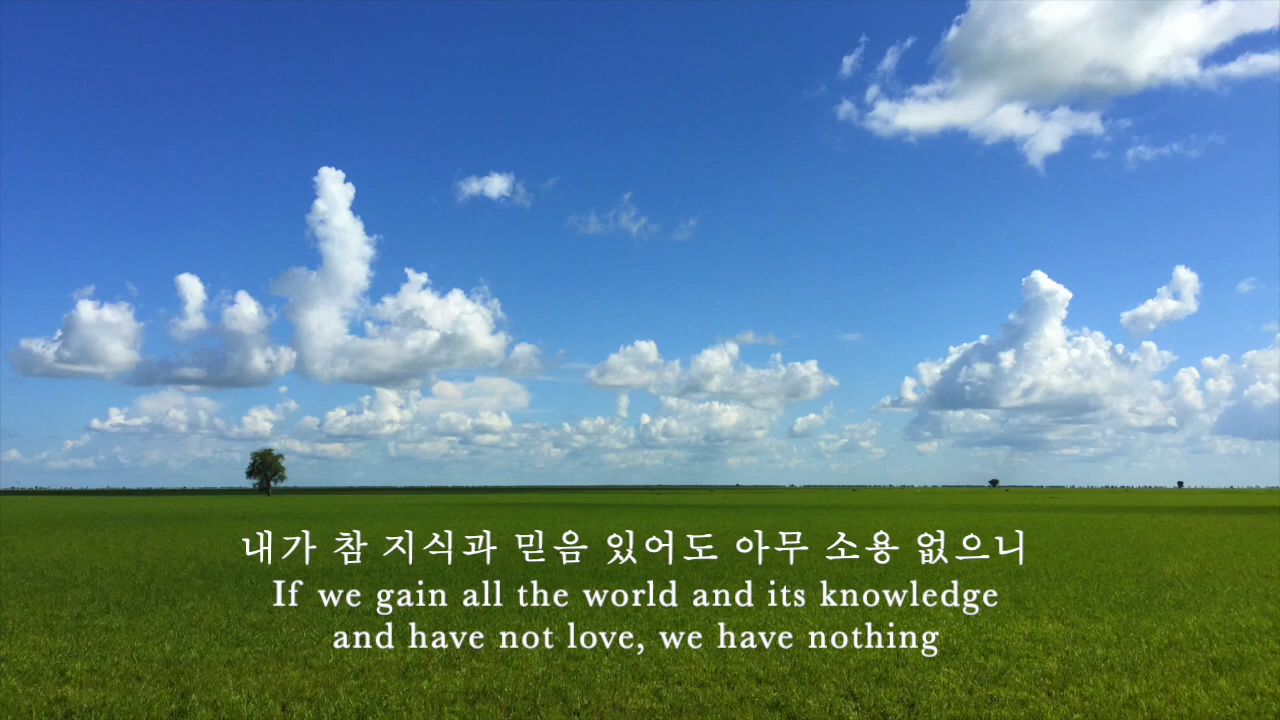 내가 참 지식과 믿음 있어도 아무 소용 없으니
If we gain all the world and its knowledge
and have not love, we have nothing